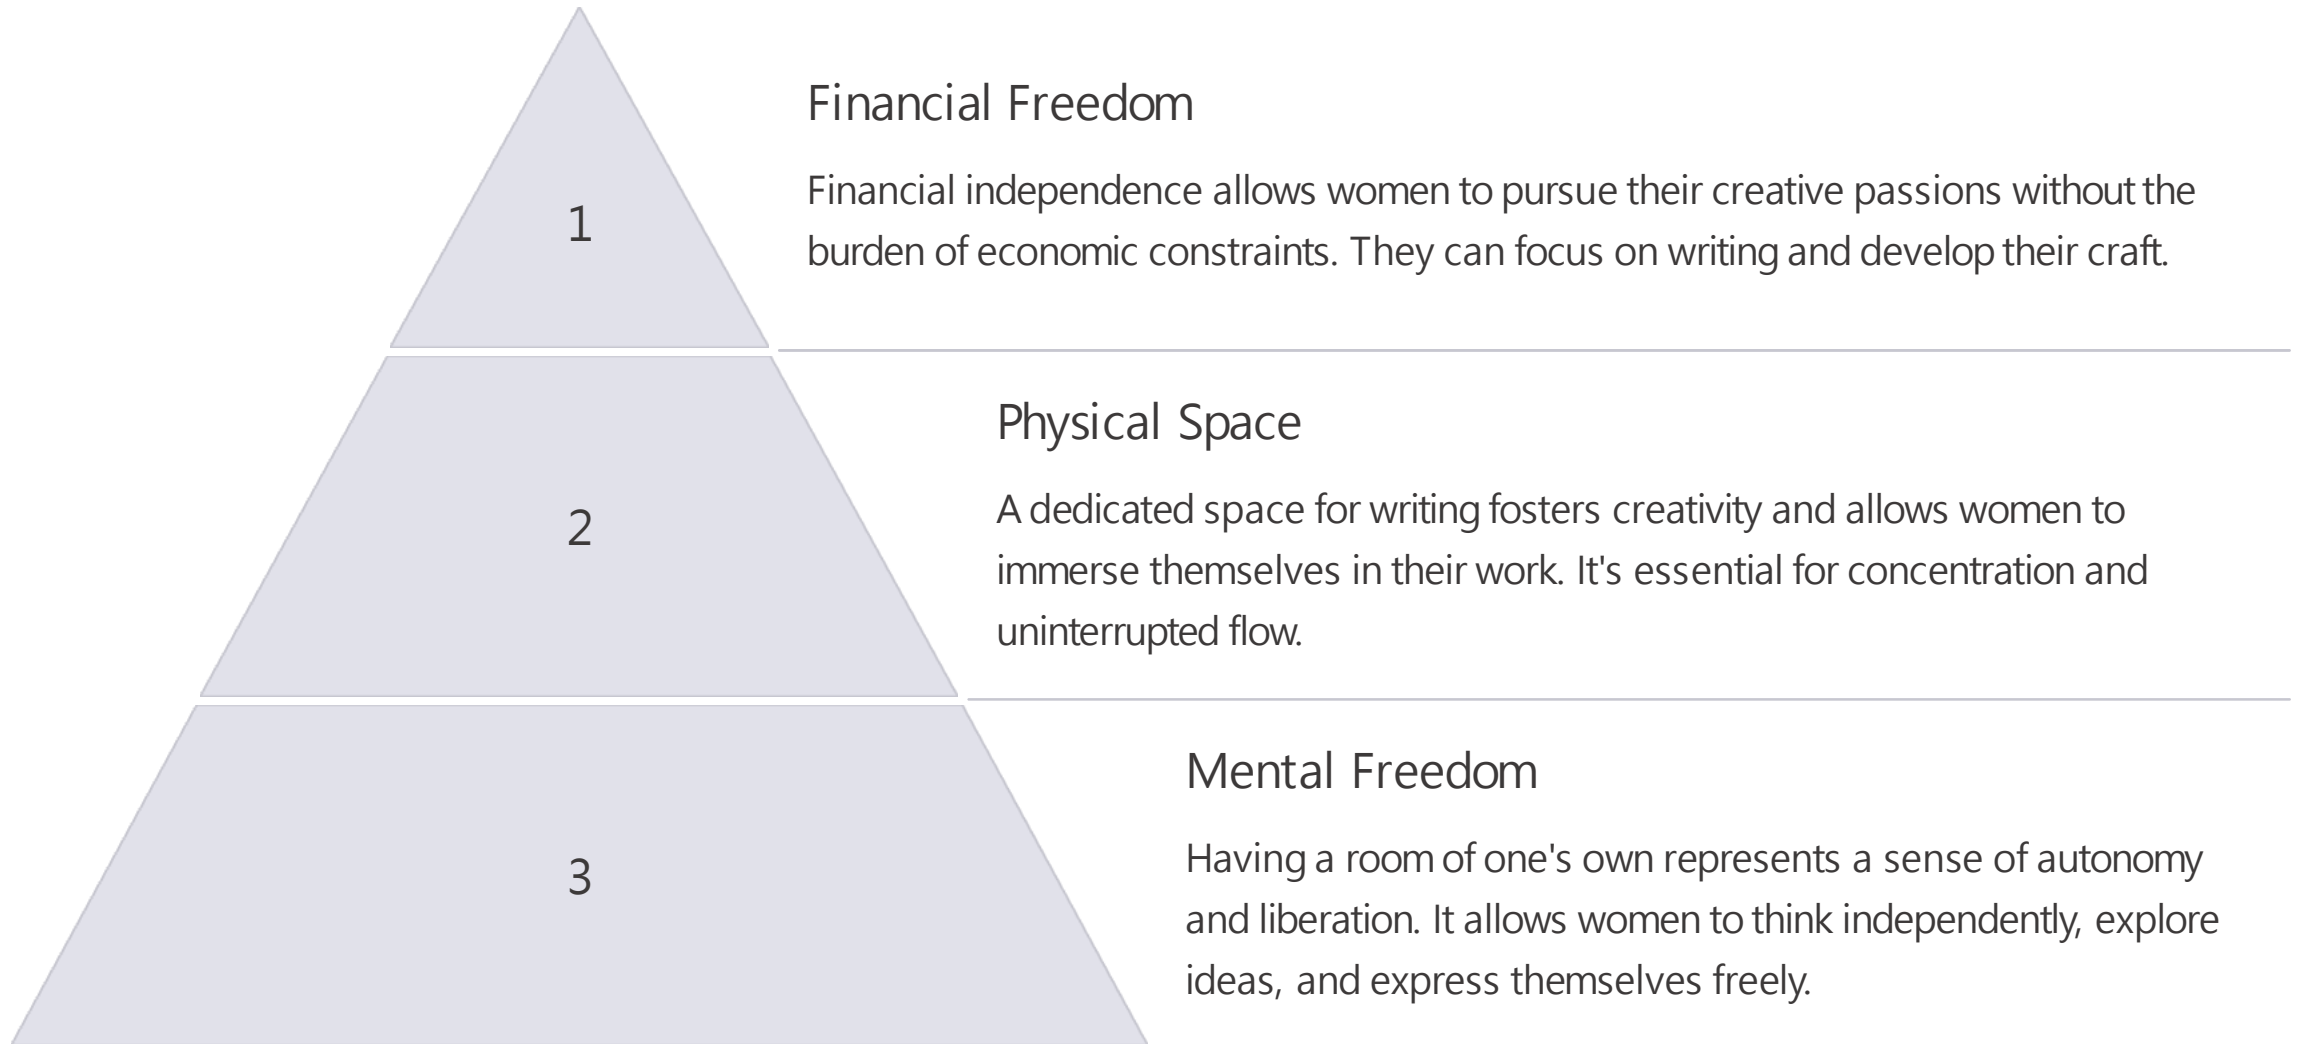 Financial Freedom
1
Financial independence allows women to pursue their creative passions without the
burden of economic constraints. They can focus on writing and develop their craft.
Physical Space
2
A dedicated space for writing fosters creativity and allows women to
immerse themselves in their work. It's essential for concentration and
uninterrupted flow.
Mental Freedom
3
Having a room of one's own represents a sense of autonomy
and liberation. It allows women to think independently, explore
ideas, and express themselves freely.